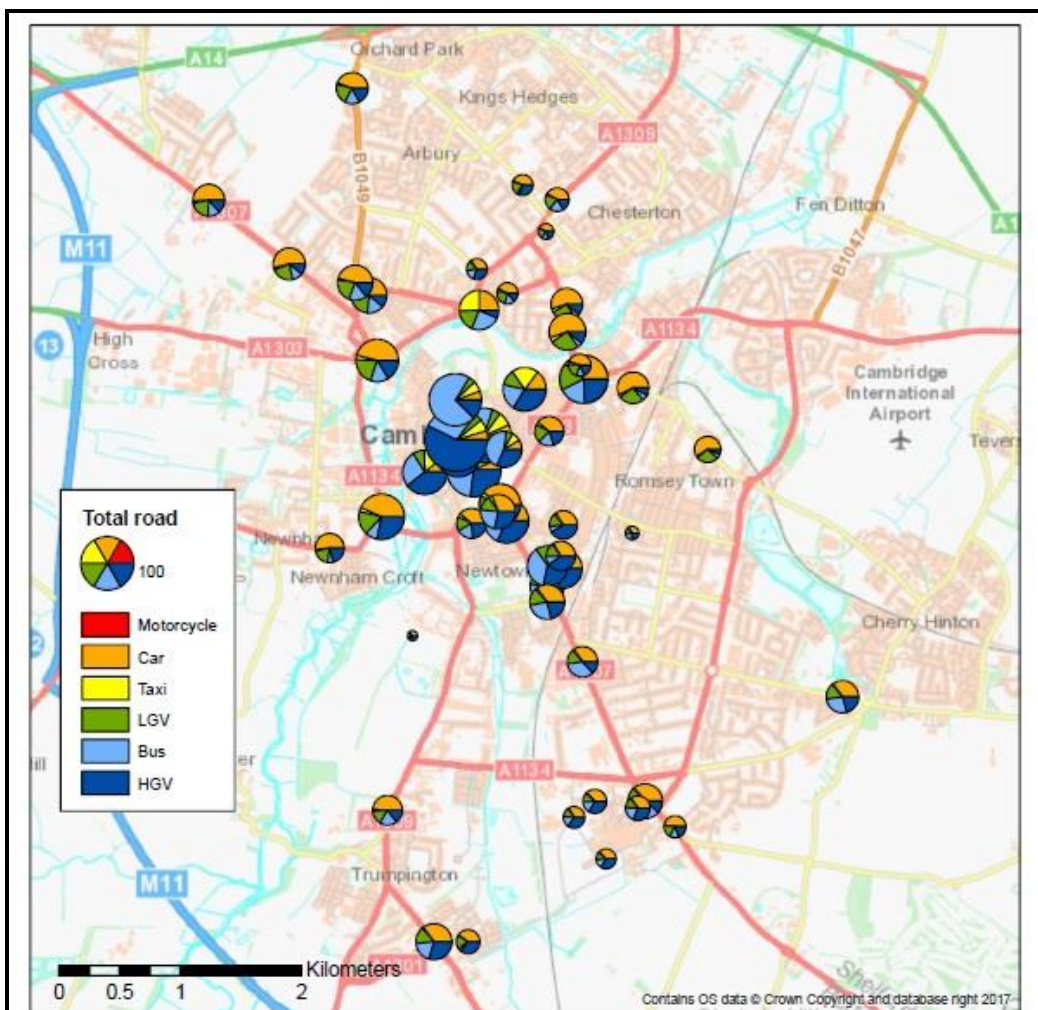 A14
Orchard Park
Kings Hedges
A1309
Arbury
B1049
Chesterton
Fen Ditton
M11
B1047
High
Cross
13
A1303
A1134
Cambridge
International
Airport
A1134
Romsey Town
Newnham Croft
Newtown
Cherry Hinton
Total road
100
Motorcycle
Car
Taxi
LGV
Bus
HGV
A1134
Trumpington
M11
Kilometers
0 0.5 1 2
Contains OS data © Crown Copyright and database right 2017